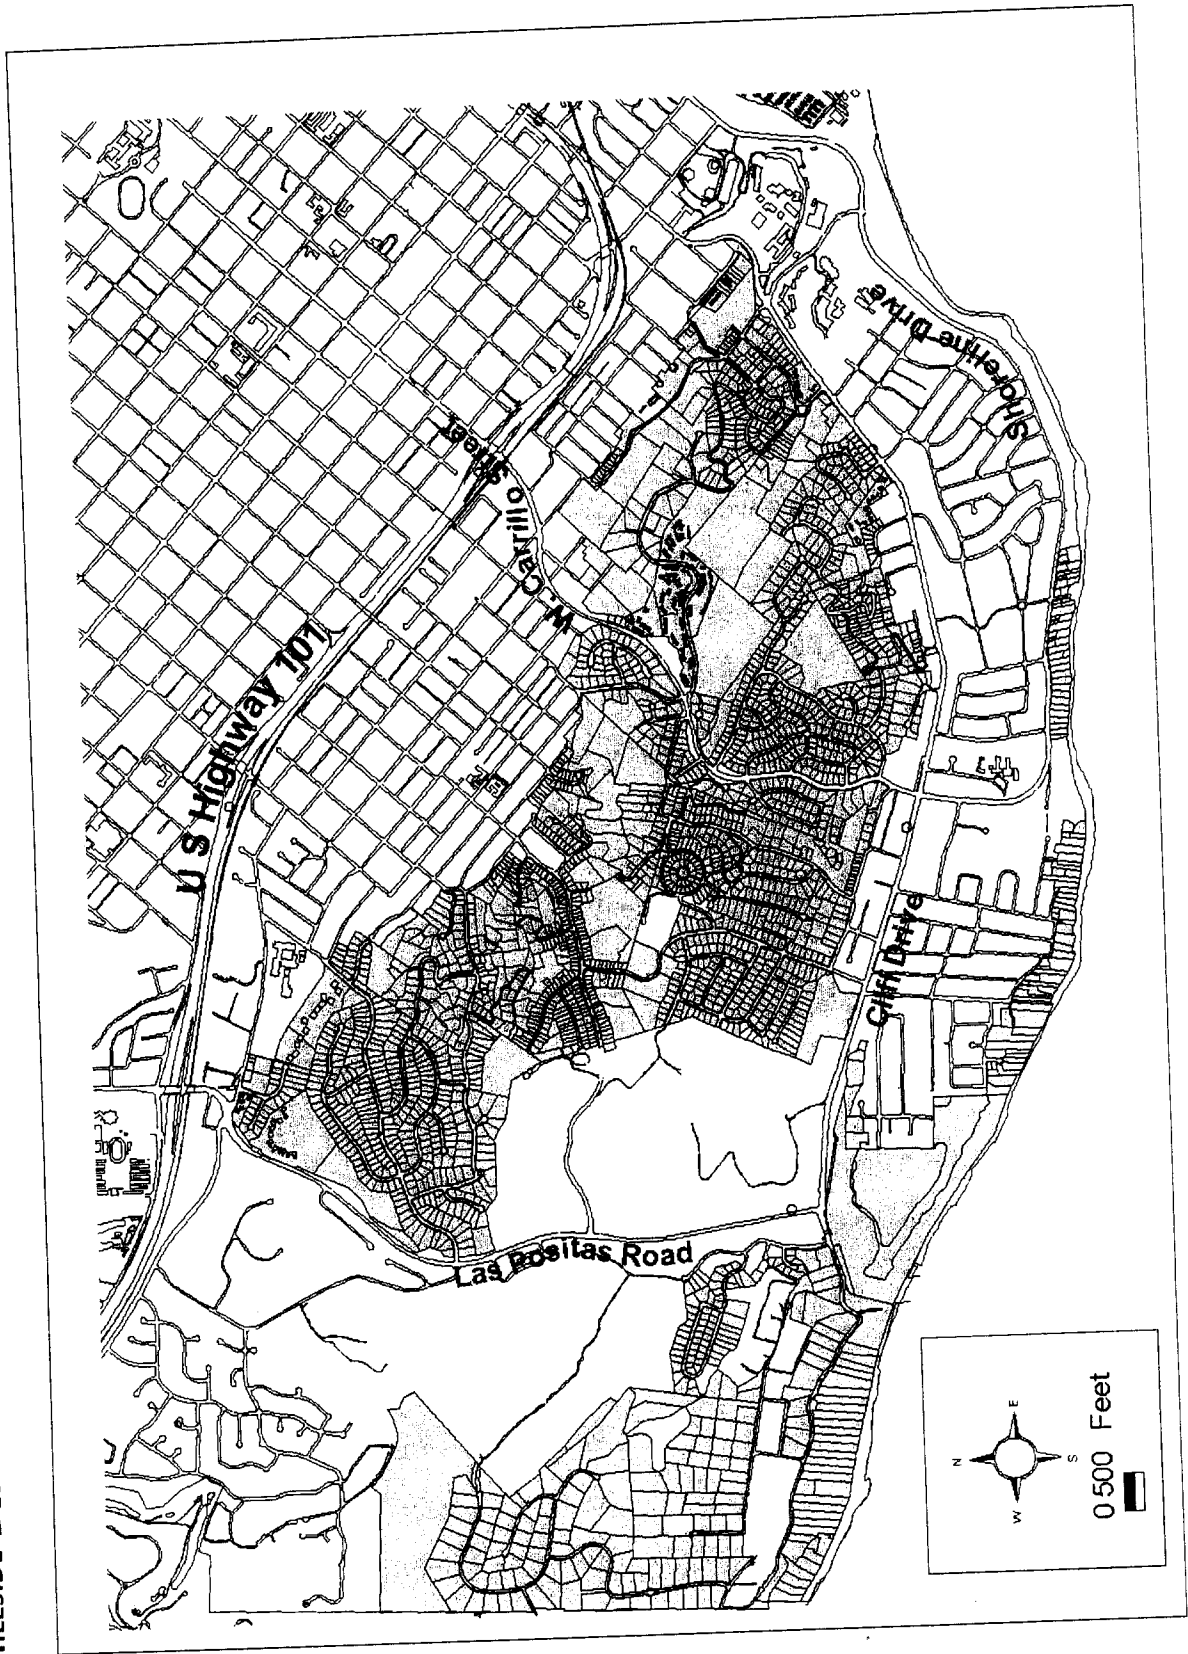 U S Highway 101
W. Carrillo Street
Shoreline Drive
Cliff Drive
Las Positas Road
N
W
E
S
0 500 Feet